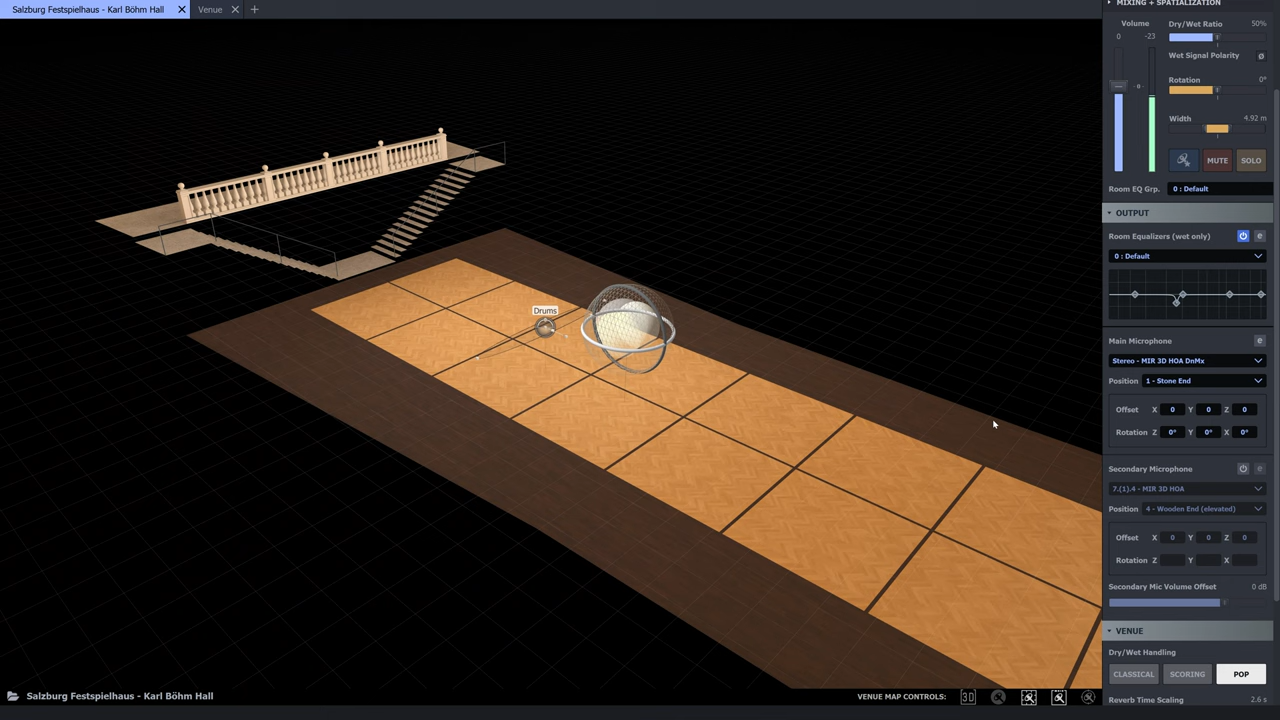 Salzburg Festspielhaus - Karl Böhm Hall
Venue
MIXING + SPATIALIZATION
Volume
0 -23
Dry/Wet Ratio 50%
Wet Signal Polarity ø
Rotation 0°
- 0 -
Width 4.92 m
MUTE SOLO
Room EQ Grp. 0 : Default
OUTPUT
Room Equalizers (wet only) e
0 : Default
Drums
Main Microphone e
Stereo - MIR 3D HOA DnMx
Position 1 - Stone End
Offset X 0 Y 0 Z 0
Rotation Z 0° Y 0° X 0°
Secondary Microphone e
7.(1).4 - MIR 3D HOA
Position 4 - Wooden End (elevated)
Offset X 0 Y 0 Z 0
Rotation Z Y X
Secondary Mic Volume Offset 0 dB
VENUE
Dry/Wet Handling
CLASSICAL SCORING POP
Reverb Time Scaling 2.6 s
Salzburg Festspielhaus - Karl Böhm Hall
VENUE MAP CONTROLS: 3D